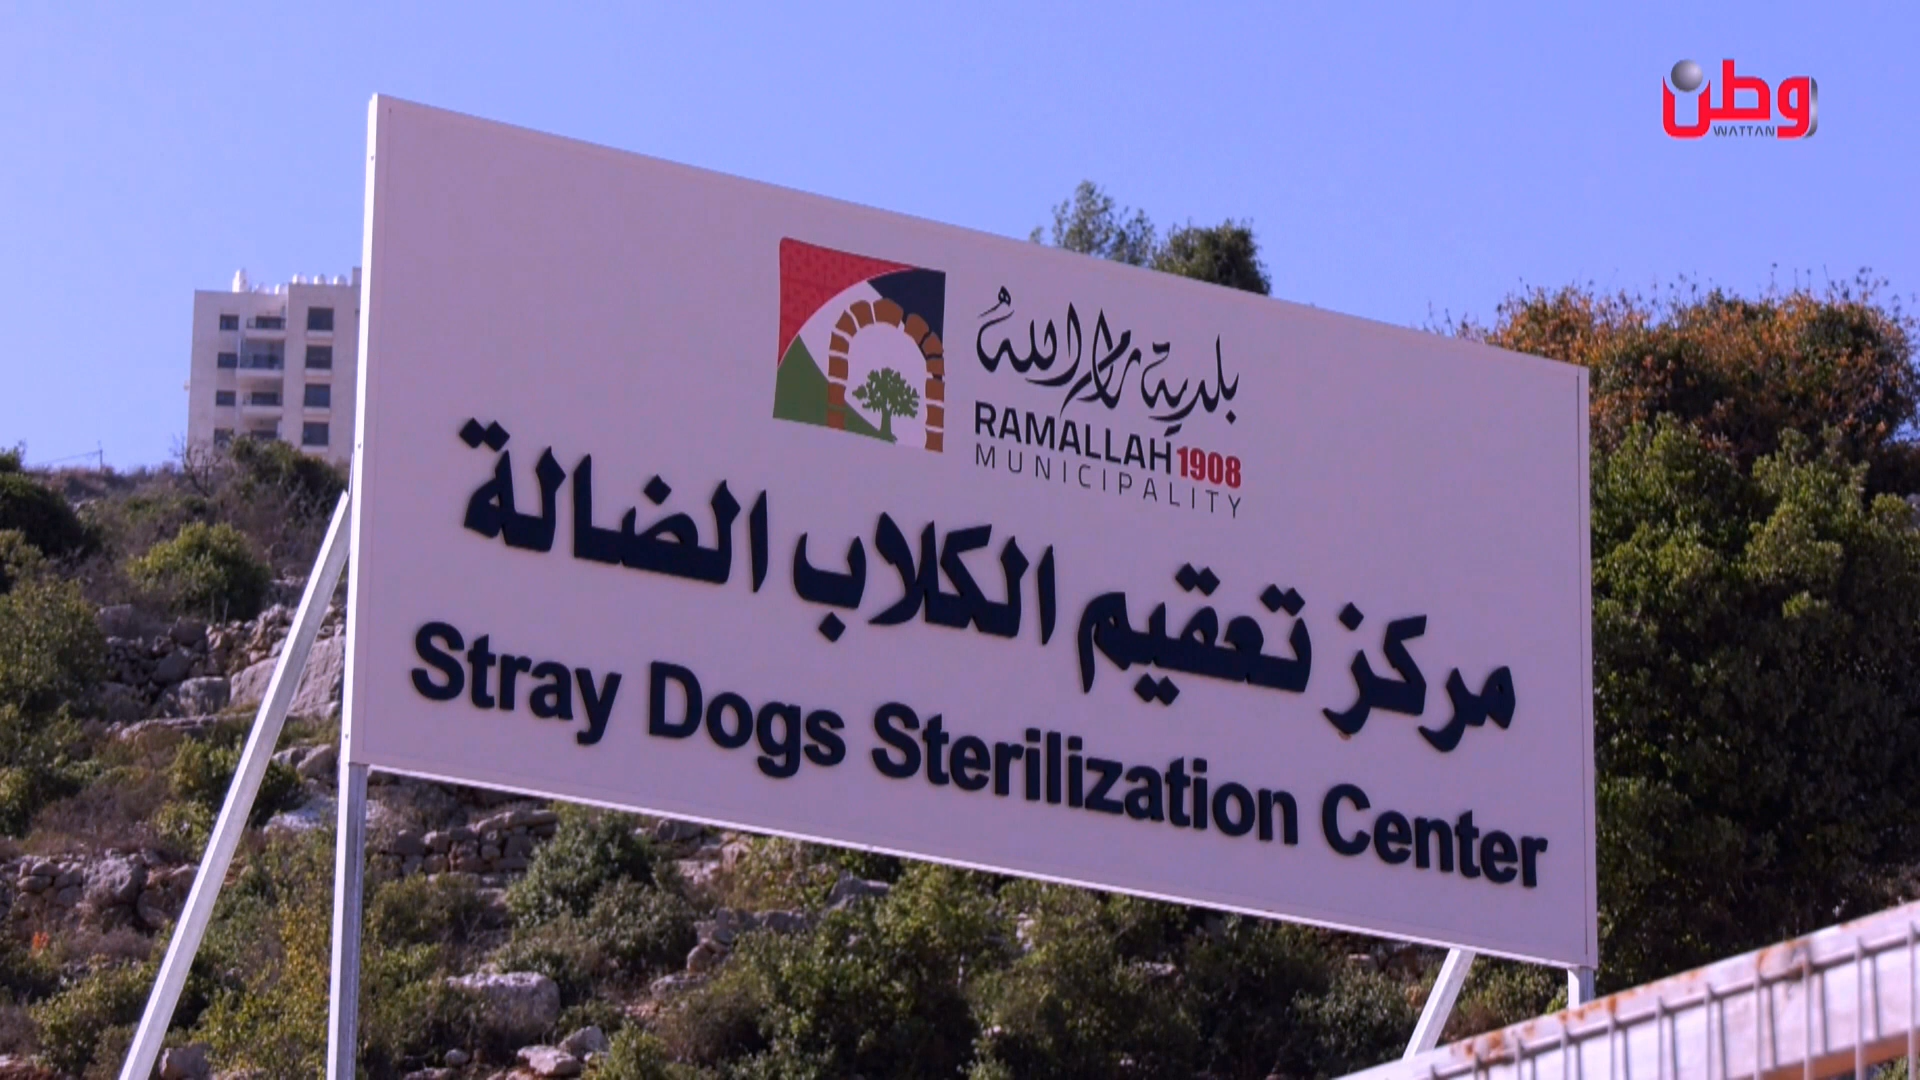 وطن
WATTAN
بلدية رام الله
RAMALLAH 1908
MUNICIPALITY
مركز تعقيم الكلاب الضالة
Stray Dogs Sterilization Center